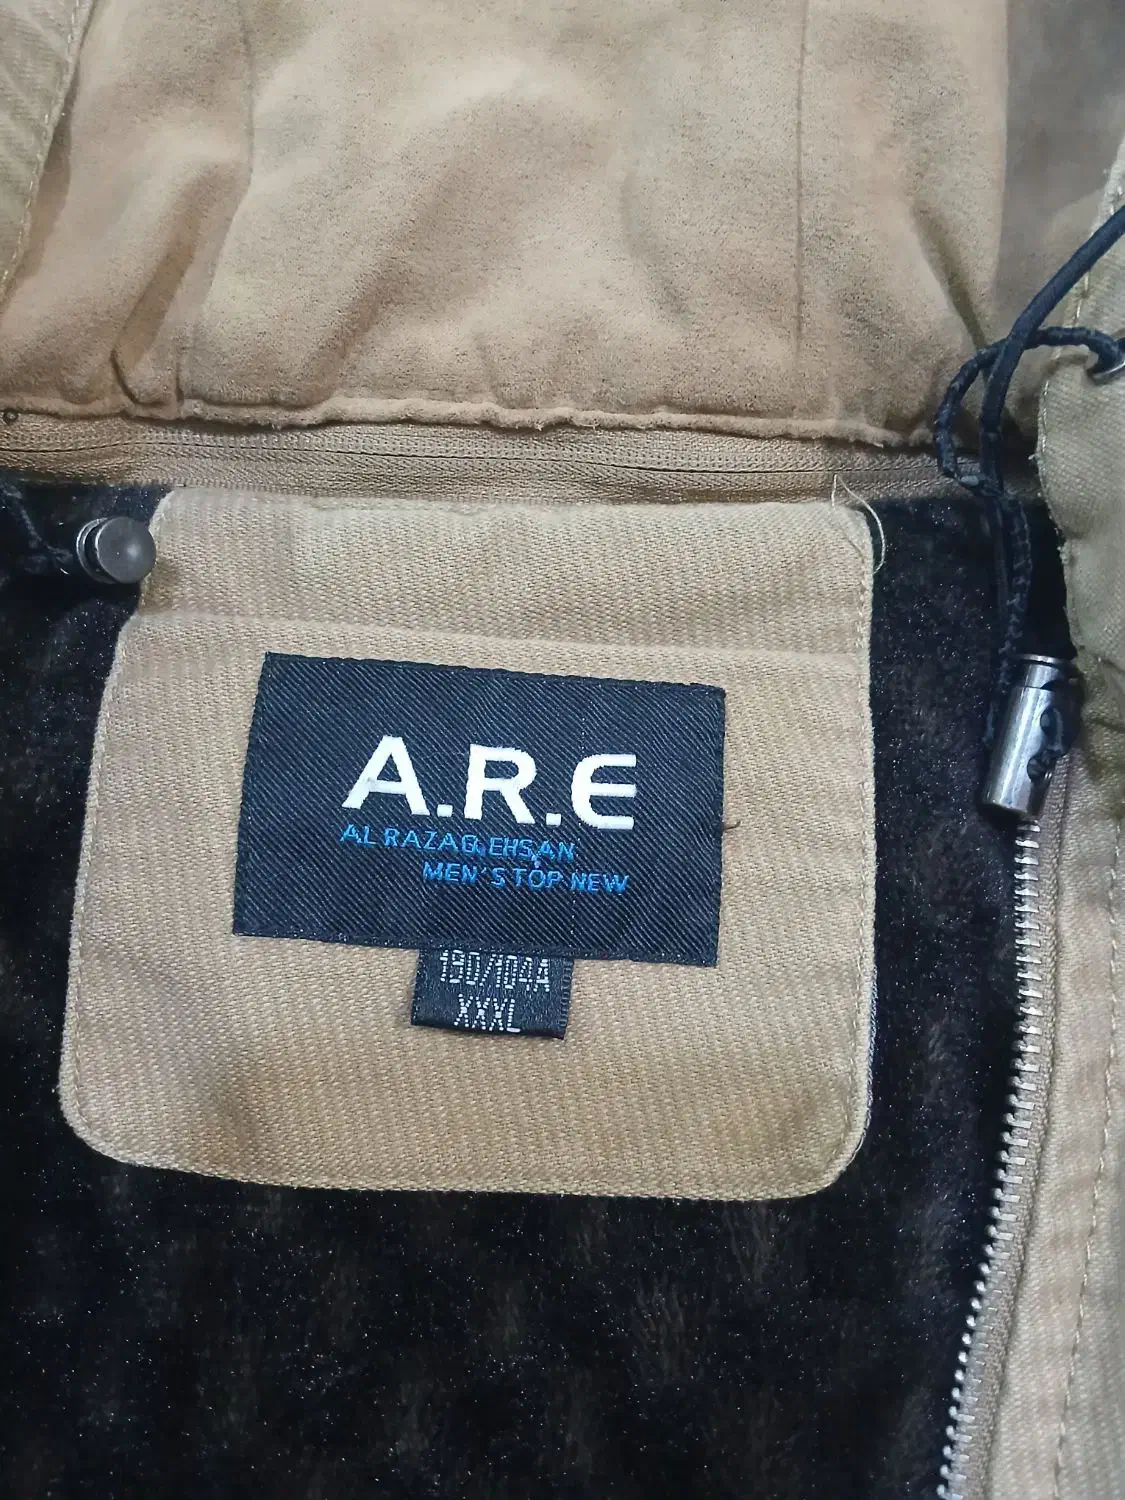 A.R.E
AL RAZAQ.EHSAN
MEN'S TOP NEW
190/104A
XXXL